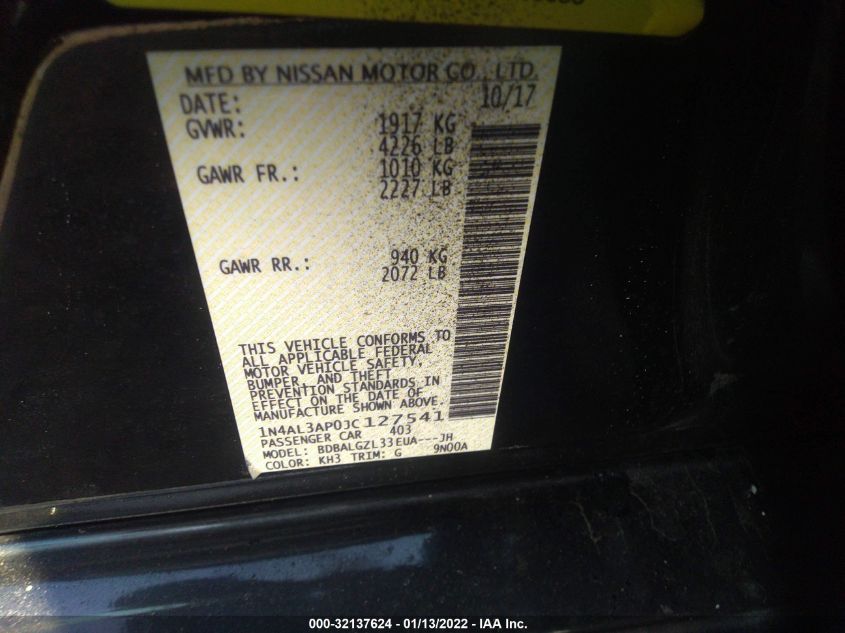 MFD BY NISSAN MOTOR CO., LTD.
DATE: 10/17
GVWR: 1917 KG
4226 LB
GAWR FR.: 1010 KG
2227 LB
GAWR RR.: 940 KG
2072 LB
THIS VEHICLE CONFORMS TO
ALL APPLICABLE FEDERAL
MOTOR VEHICLE SAFETY,
BUMPER, AND THEFT
PREVENTION STANDARDS IN
EFFECT ON THE DATE OF
MANUFACTURE SHOWN ABOVE.
1N4AL3AP0JC127541
PASSENGER CAR 403
MODEL: BDBALGZL33EUA---JH
COLOR: KH3 TRIM: G 9N00A
000-32137624 - 01/13/2022 - IAA Inc.